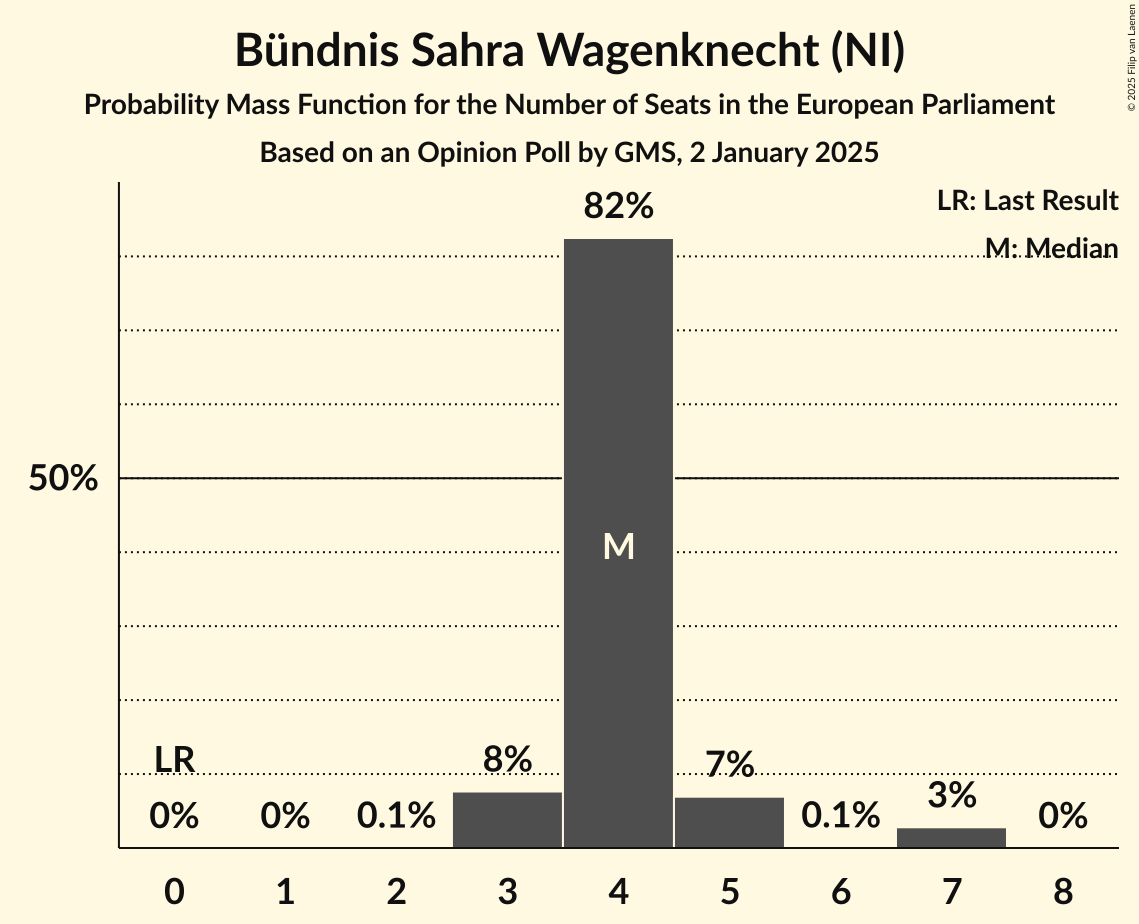 Bündnis Sahra Wagenknecht (NI)
Probability Mass Function for the Number of Seats in the European Parliament
Based on an Opinion Poll by GMS, 2 January 2025
© 2025 Filip van Laenen
LR: Last Result
M: Median
82%
50%
M
LR
8%
7%
3%
0%
0%
0.1%
0.1%
0%
0 1 2 3 4 5 6 7 8